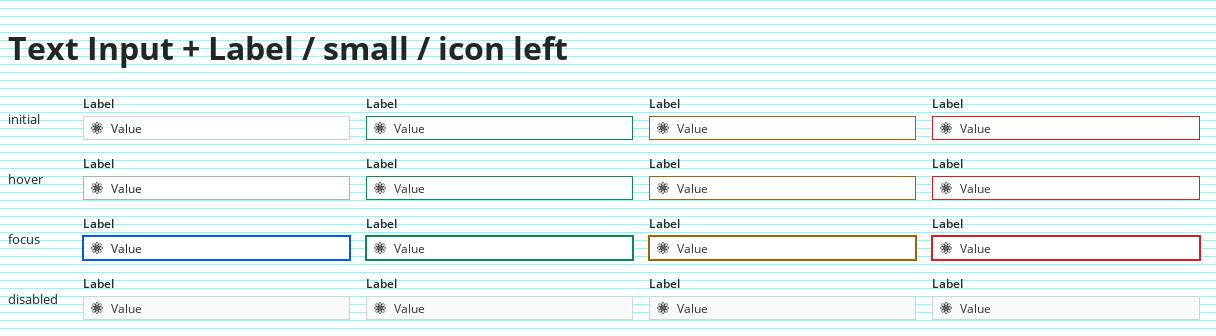 Text Input + Label / small / icon left
Label Label Label Label
initial Value Value Value Value
Label Label Label Label
hover Value Value Value Value
Label Label Label Label
focus Value Value Value Value
Label Label Label Label
disabled Value Value Value Value